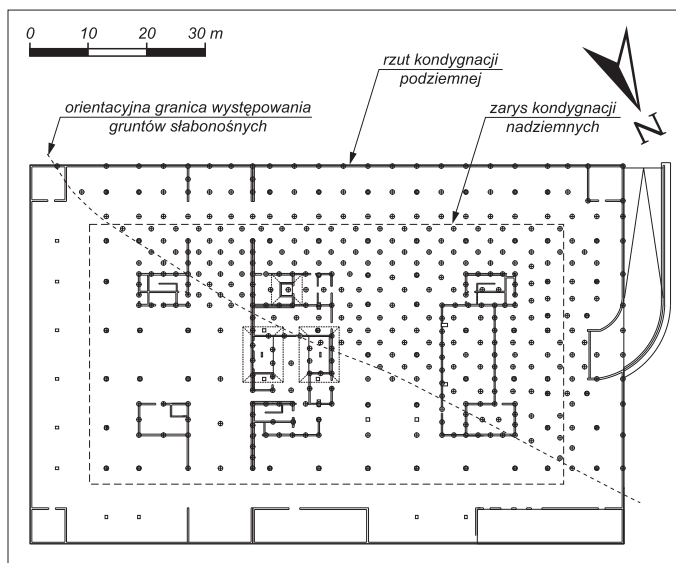 0 10 20 30 m
rzut kondygnacji
podziemnej
orientacyjna granica występowania
gruntów słabonośnych
zarys kondygnacji
nadziemnych
N